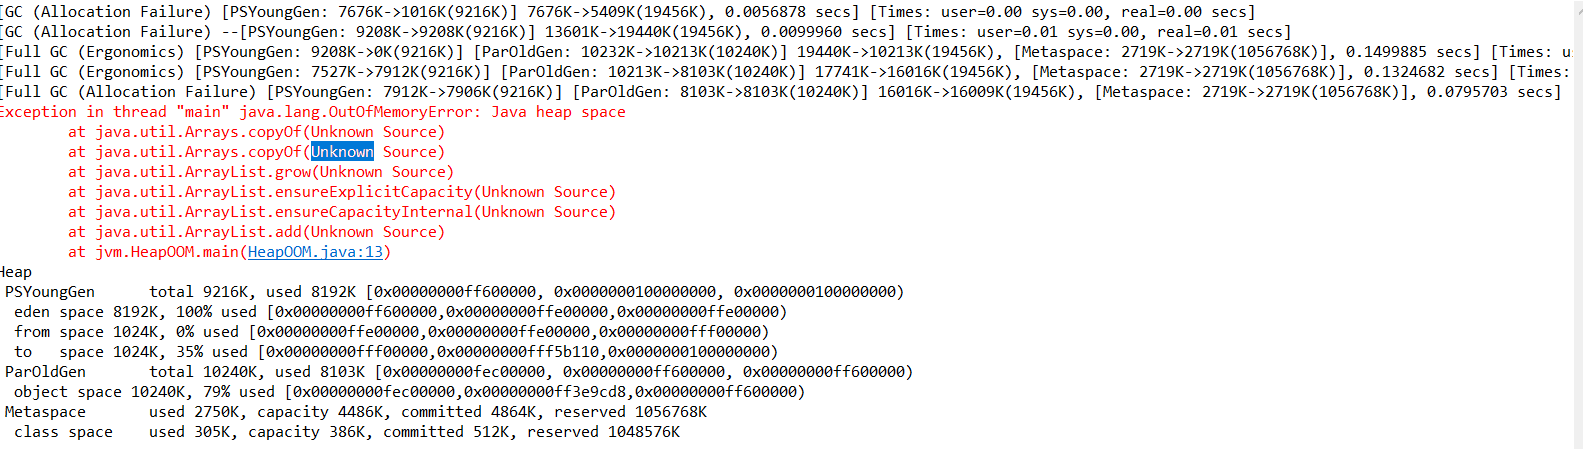 [GC (Allocation Failure) [PSYoungGen: 7676K->1016K(9216K)] 7676K->5409K(19456K), 0.0056878 secs] [Times: user=0.00 sys=0.00, real=0.00 secs]
[GC (Allocation Failure) --[PSYoungGen: 9208K->9208K(9216K)] 13601K->19440K(19456K), 0.0099960 secs] [Times: user=0.01 sys=0.00, real=0.01 secs]
[Full GC (Ergonomics) [PSYoungGen: 9208K->0K(9216K)] [ParOldGen: 10232K->10213K(10240K)] 19440K->10213K(19456K), [Metaspace: 2719K->2719K(1056768K)], 0.1499885 secs] [Times: u
[Full GC (Ergonomics) [PSYoungGen: 7527K->7912K(9216K)] [ParOldGen: 10213K->8103K(10240K)] 17741K->16016K(19456K), [Metaspace: 2719K->2719K(1056768K)], 0.1324682 secs] [Times:
[Full GC (Allocation Failure) [PSYoungGen: 7912K->7906K(9216K)] [ParOldGen: 8103K->8103K(10240K)] 16016K->16009K(19456K), [Metaspace: 2719K->2719K(1056768K)], 0.0795703 secs]
Exception in thread "main" java.lang.OutOfMemoryError: Java heap space
at java.util.Arrays.copyOf(Unknown Source)
at java.util.Arrays.copyOf(Unknown Source)
at java.util.ArrayList.grow(Unknown Source)
at java.util.ArrayList.ensureExplicitCapacity(Unknown Source)
at java.util.ArrayList.ensureCapacityInternal(Unknown Source)
at java.util.ArrayList.add(Unknown Source)
at jvm.HeapOOM.main(HeapOOM.java:13)
Heap
PSYoungGen total 9216K, used 8192K [0x00000000ff600000, 0x0000000100000000, 0x0000000100000000)
eden space 8192K, 100% used [0x00000000ff600000,0x00000000ffe00000,0x00000000ffe00000)
from space 1024K, 0% used [0x00000000ffe00000,0x00000000ffe00000,0x00000000fff00000)
to space 1024K, 35% used [0x00000000fff00000,0x00000000fff5b110,0x0000000100000000)
ParOldGen total 10240K, used 8103K [0x00000000fec00000, 0x00000000ff600000, 0x00000000ff600000)
object space 10240K, 79% used [0x00000000fec00000,0x00000000ff3e9cd8,0x00000000ff600000)
Metaspace used 2750K, capacity 4486K, committed 4864K, reserved 1056768K
class space used 305K, capacity 386K, committed 512K, reserved 1048576K